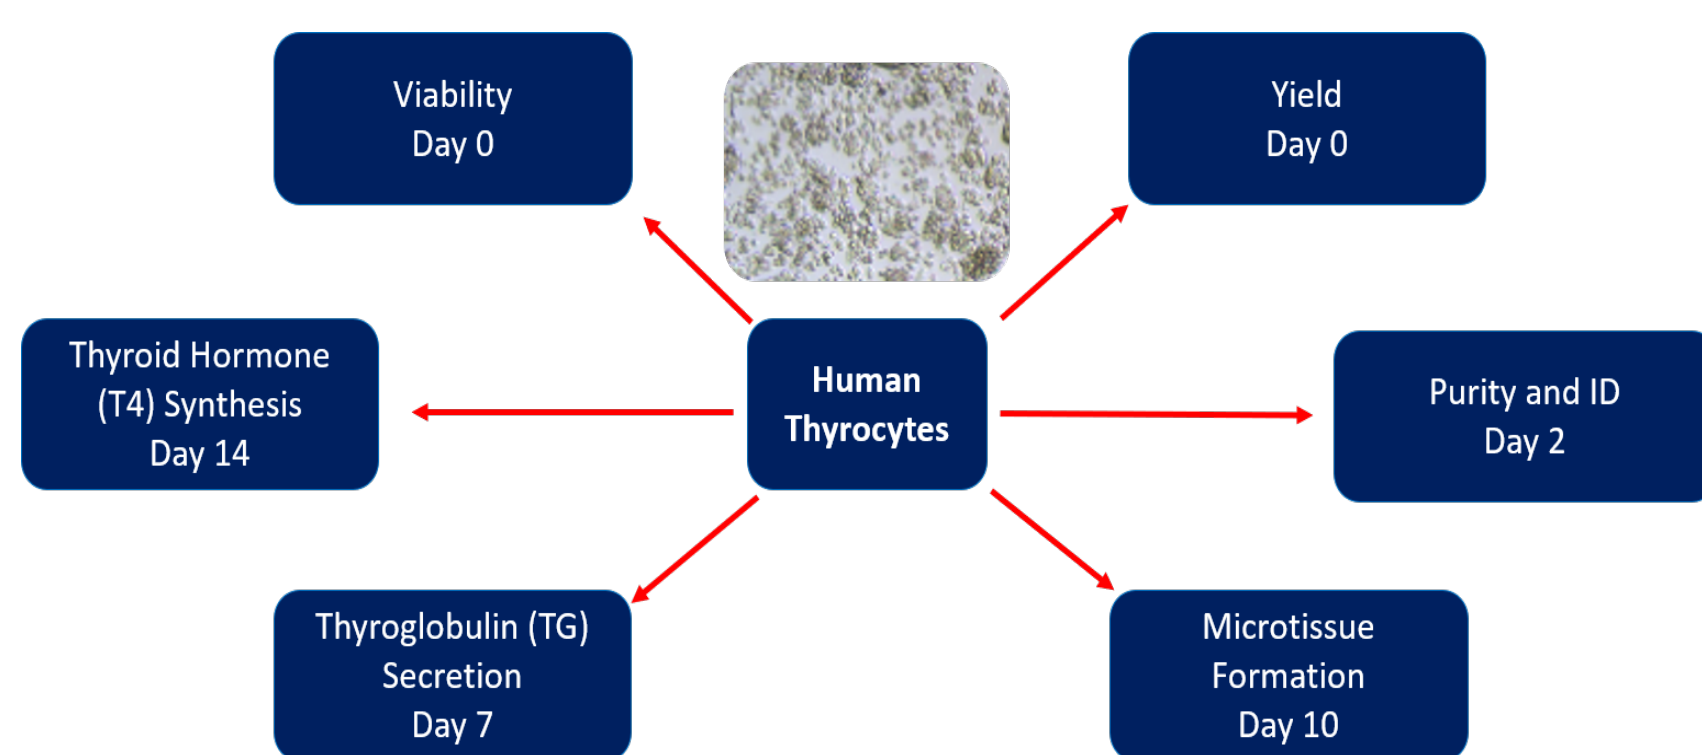 Viability
Day 0
Yield
Day 0
Thyroid Hormone
(T4) Synthesis
Day 14
Human
Thyrocytes
Purity and ID
Day 2
Thyroglobulin (TG)
Secretion
Day 7
Microtissue
Formation
Day 10